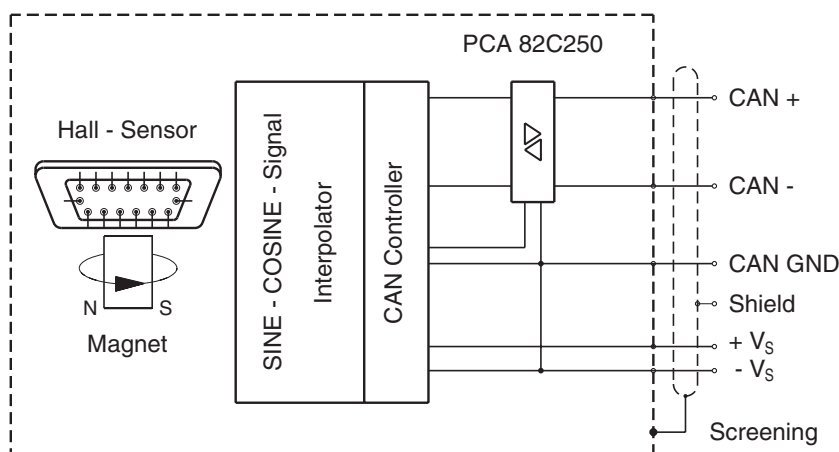 PCA 82C250
Hall - Sensor
N
S
Magnet
SINE - COSINE - Signal
Interpolator
CAN Controller
CAN +
CAN -
CAN GND
Shield
+ VS
- VS
Screening